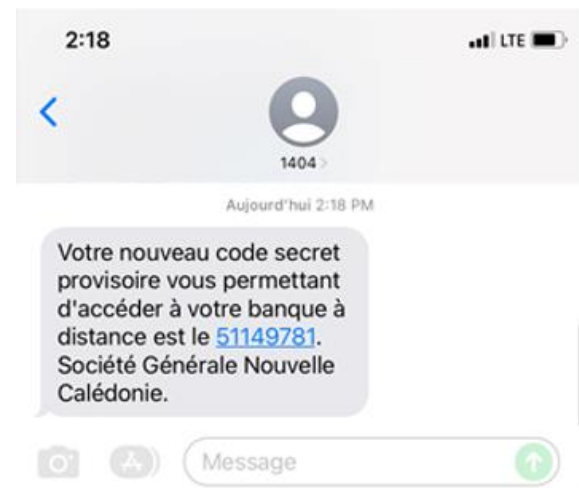 2:18 LTE
1404 >
Aujourd'hui 2:18 PM
Votre nouveau code secret
provisoire vous permettant
d'accéder à votre banque à
distance est le 51149781.
Société Générale Nouvelle
Calédonie.
Message